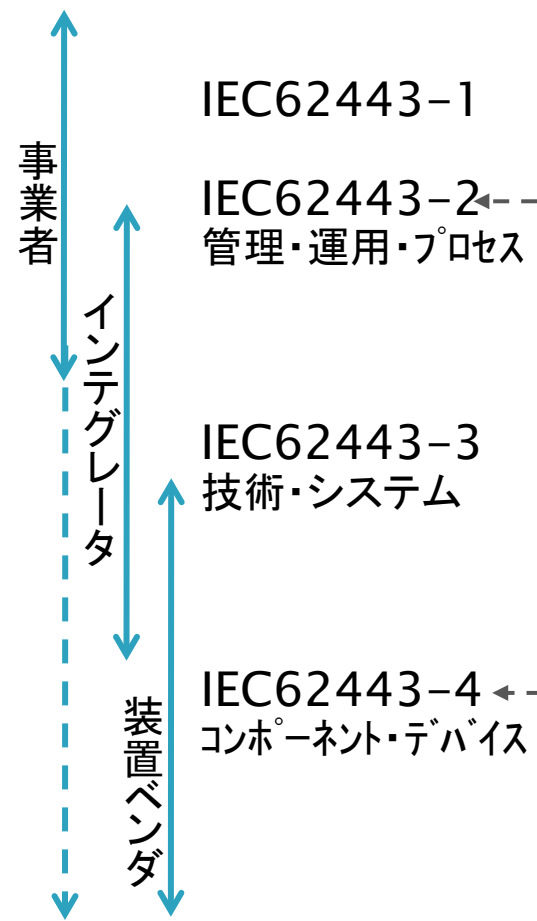 IEC62443-1
事業者
IEC62443-2
管理・運用・プロセス
インテグレータ
IEC62443-3
技術・システム
IEC62443-4
コンポーネント・デバイス
装置ベンダ